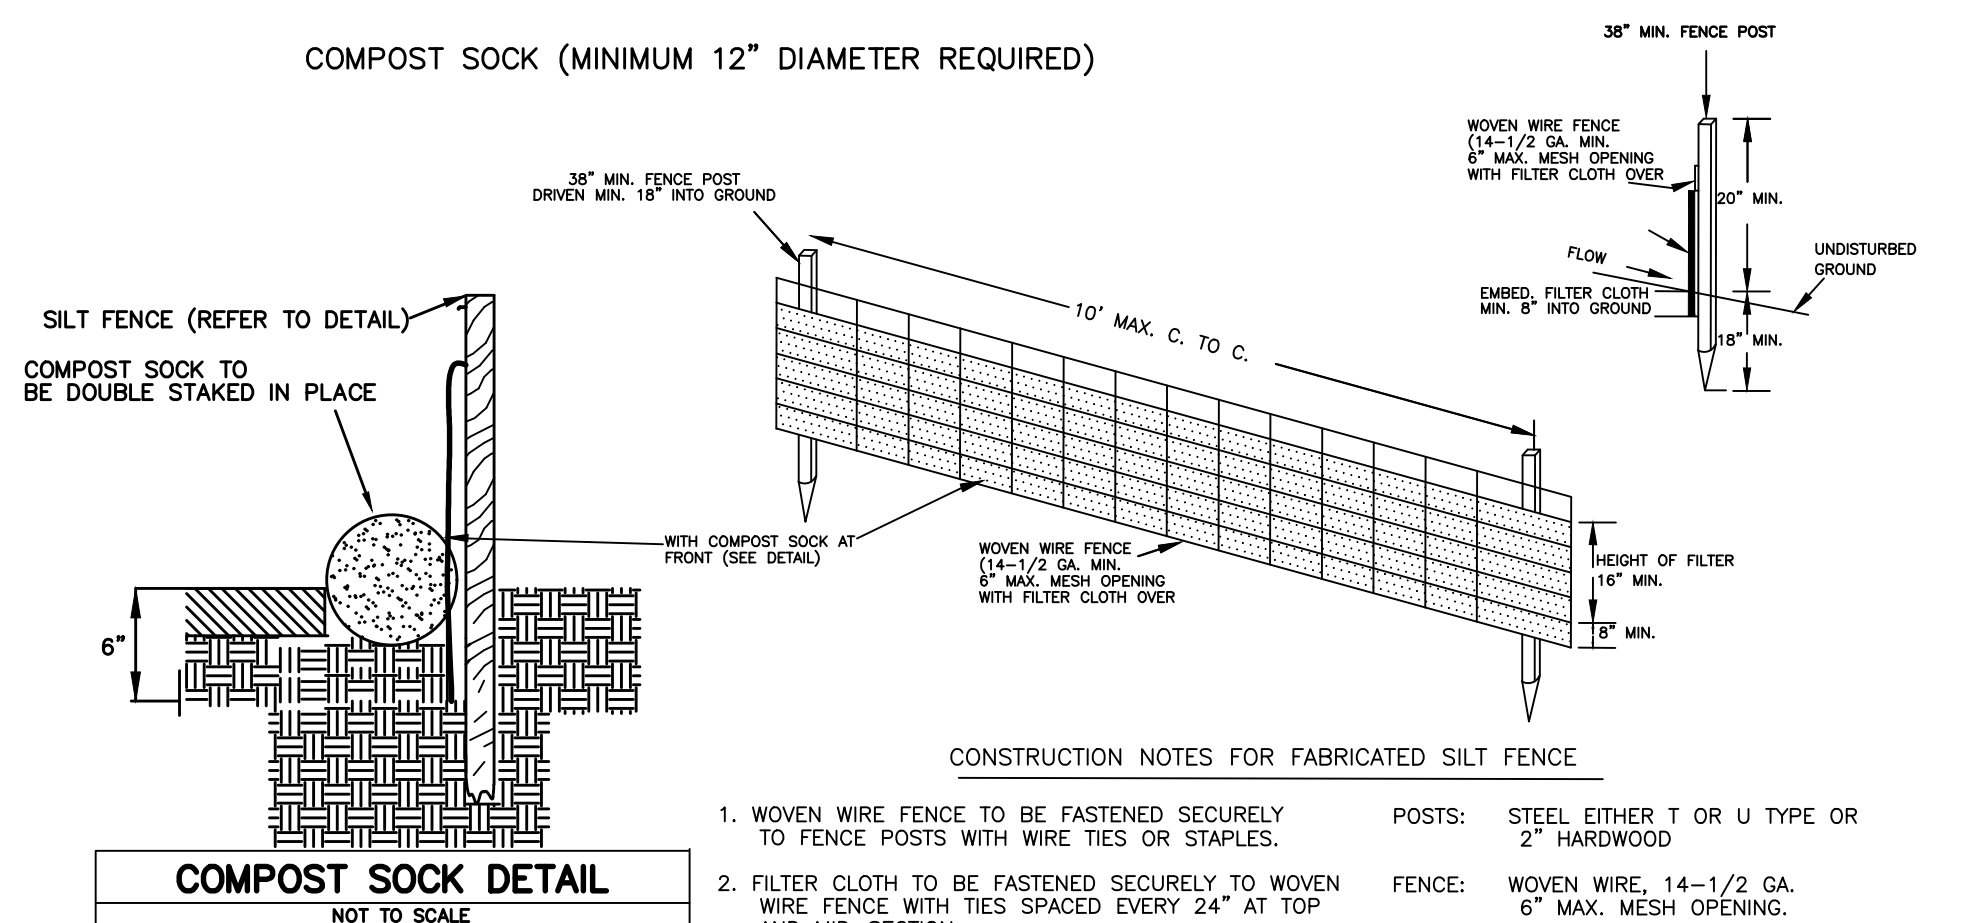 COMPOST SOCK (MINIMUM 12" DIAMETER REQUIRED)
38" MIN. FENCE POST
WOVEN WIRE FENCE
(14-1/2 GA. MIN.
6" MAX. MESH OPENING
WITH FILTER CLOTH OVER
20" MIN.
FLOW
UNDISTURBED
GROUND
EMBED. FILTER CLOTH
MIN. 8" INTO GROUND
18" MIN.
38" MIN. FENCE POST
DRIVEN MIN. 18" INTO GROUND
10' MAX. C. TO C.
SILT FENCE (REFER TO DETAIL)
COMPOST SOCK TO
BE DOUBLE STAKED IN PLACE
WITH COMPOST SOCK AT
FRONT (SEE DETAIL)
WOVEN WIRE FENCE
(14-1/2 GA. MIN.
6" MAX. MESH OPENING
WITH FILTER CLOTH OVER
HEIGHT OF FILTER
16" MIN.
8" MIN.
6"
COMPOST SOCK DETAIL
NOT TO SCALE
CONSTRUCTION NOTES FOR FABRICATED SILT FENCE
1. WOVEN WIRE FENCE TO BE FASTENED SECURELY
TO FENCE POSTS WITH WIRE TIES OR STAPLES.
2. FILTER CLOTH TO BE FASTENED SECURELY TO WOVEN
WIRE FENCE WITH TIES SPACED EVERY 24" AT TOP
AND MID SECTION
POSTS: STEEL EITHER T OR U TYPE OR
2" HARDWOOD
FENCE: WOVEN WIRE, 14-1/2 GA.
6" MAX. MESH OPENING.